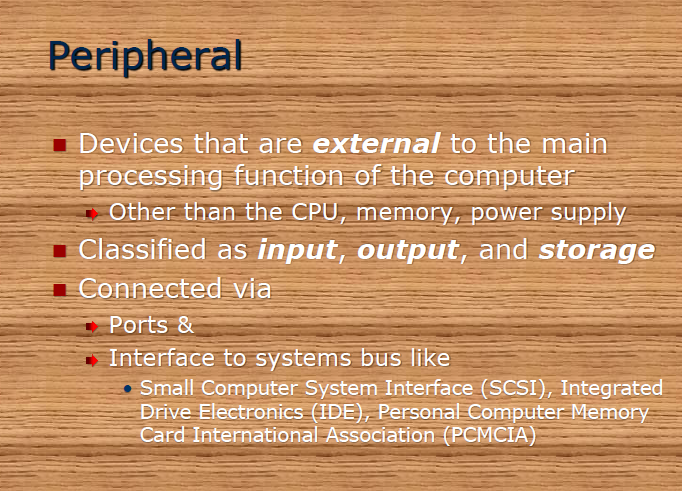 Peripheral
Devices that are external to the main
processing function of the computer
Other than the CPU, memory, power supply
Classified as input, output, and storage
Connected via
Ports &
Interface to systems bus like
Small Computer System Interface (SCSI), Integrated
Drive Electronics (IDE), Personal Computer Memory
Card International Association (PCMCIA)